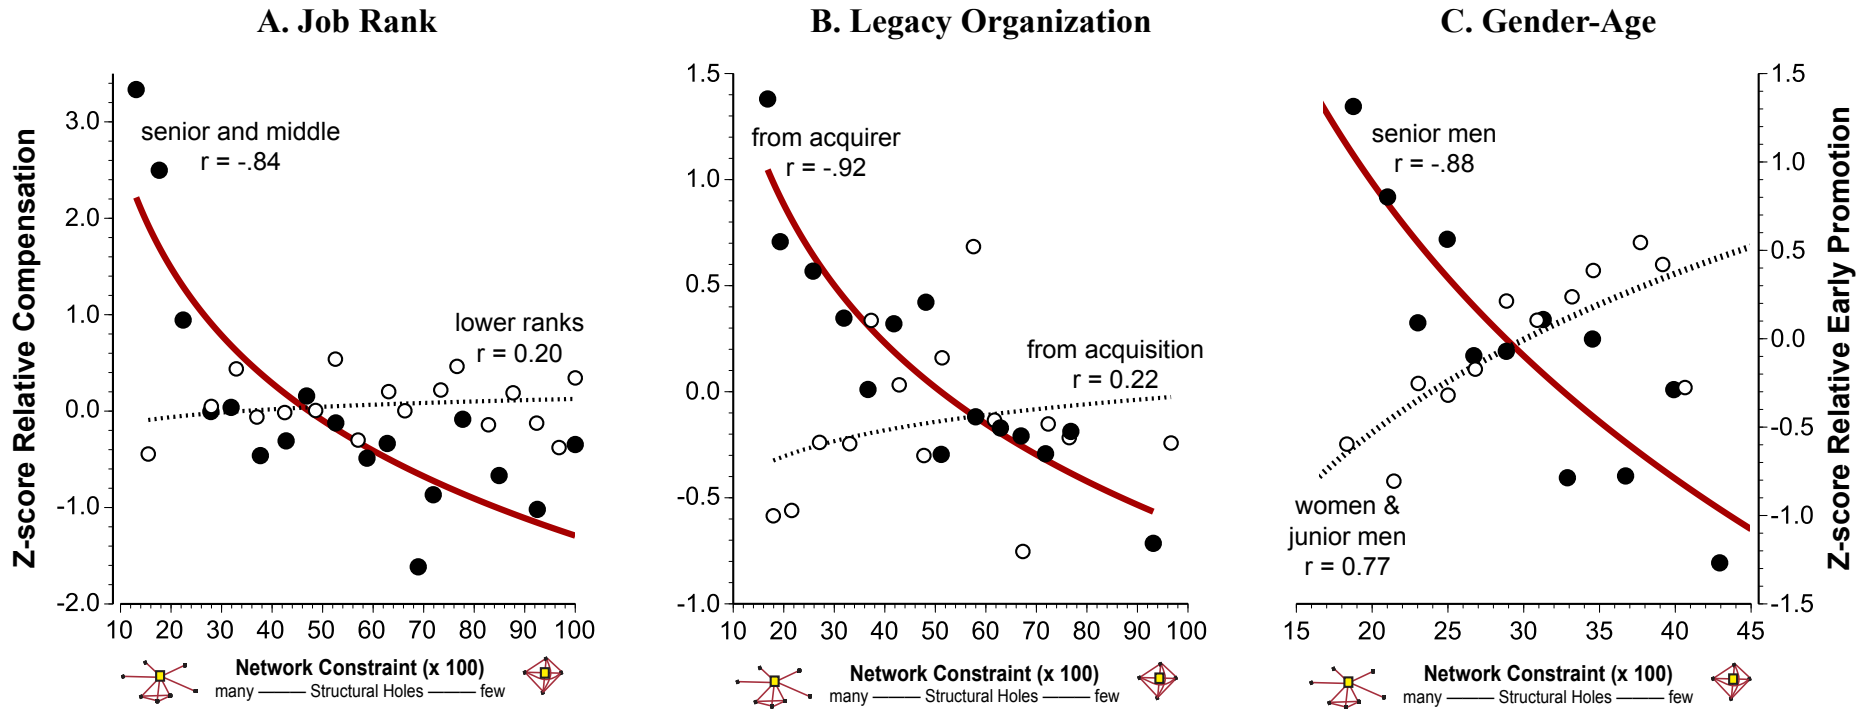 A. Job Rank
B. Legacy Organization
C. Gender-Age
Z-score Relative Compensation
3.0
2.0
1.0
0.0
-1.0
-2.0
senior and middle
r = -.84
lower ranks
r = 0.20
10 20 30 40 50 60 70 80 90 100
Network Constraint (x 100)
many ——— Structural Holes ——— few
1.5
1.0
0.5
0.0
-0.5
-1.0
from acquirer
r = -.92
from acquisition
r = 0.22
10 20 30 40 50 60 70 80 90 100
Network Constraint (x 100)
many ——— Structural Holes ——— few
senior men
r = -.88
women &
junior men
r = 0.77
1.5
1.0
0.5
0.0
-0.5
-1.0
-1.5
Z-score Relative Early Promotion
15 20 25 30 35 40 45
Network Constraint (x 100)
many ——— Structural Holes ——— few